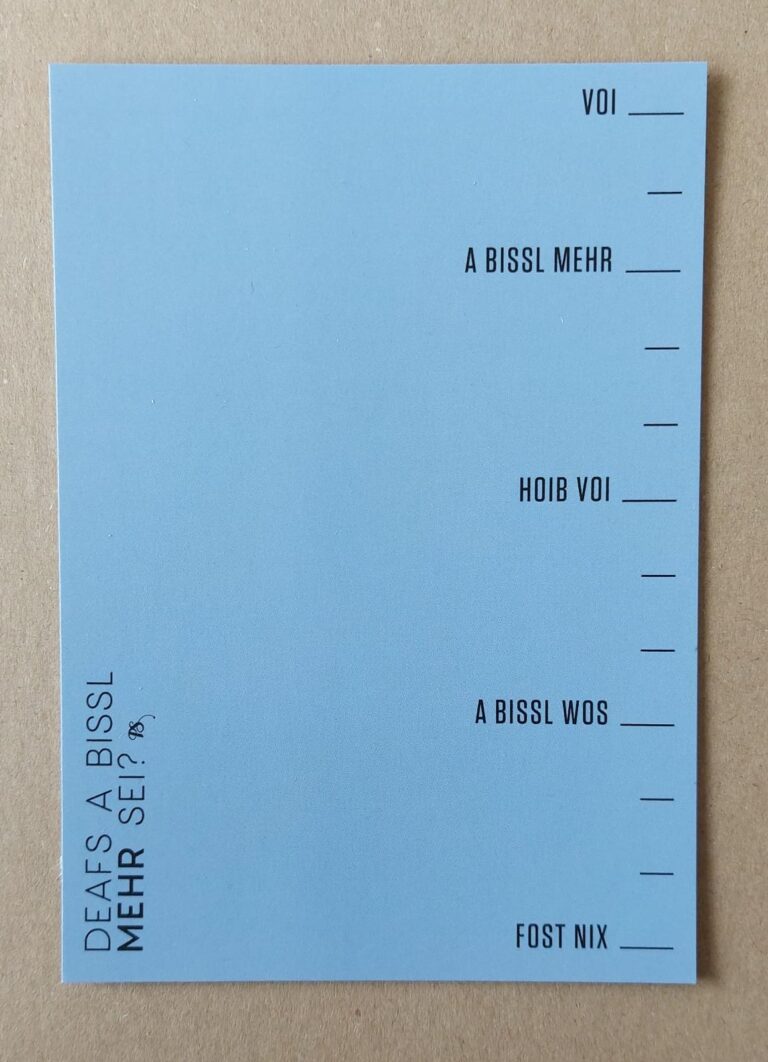 VOI
A BISSL MEHR
HOIB VOI
A BISSL WOS
FOST NIX
DEAFS A BISSL
MEHR SEI?